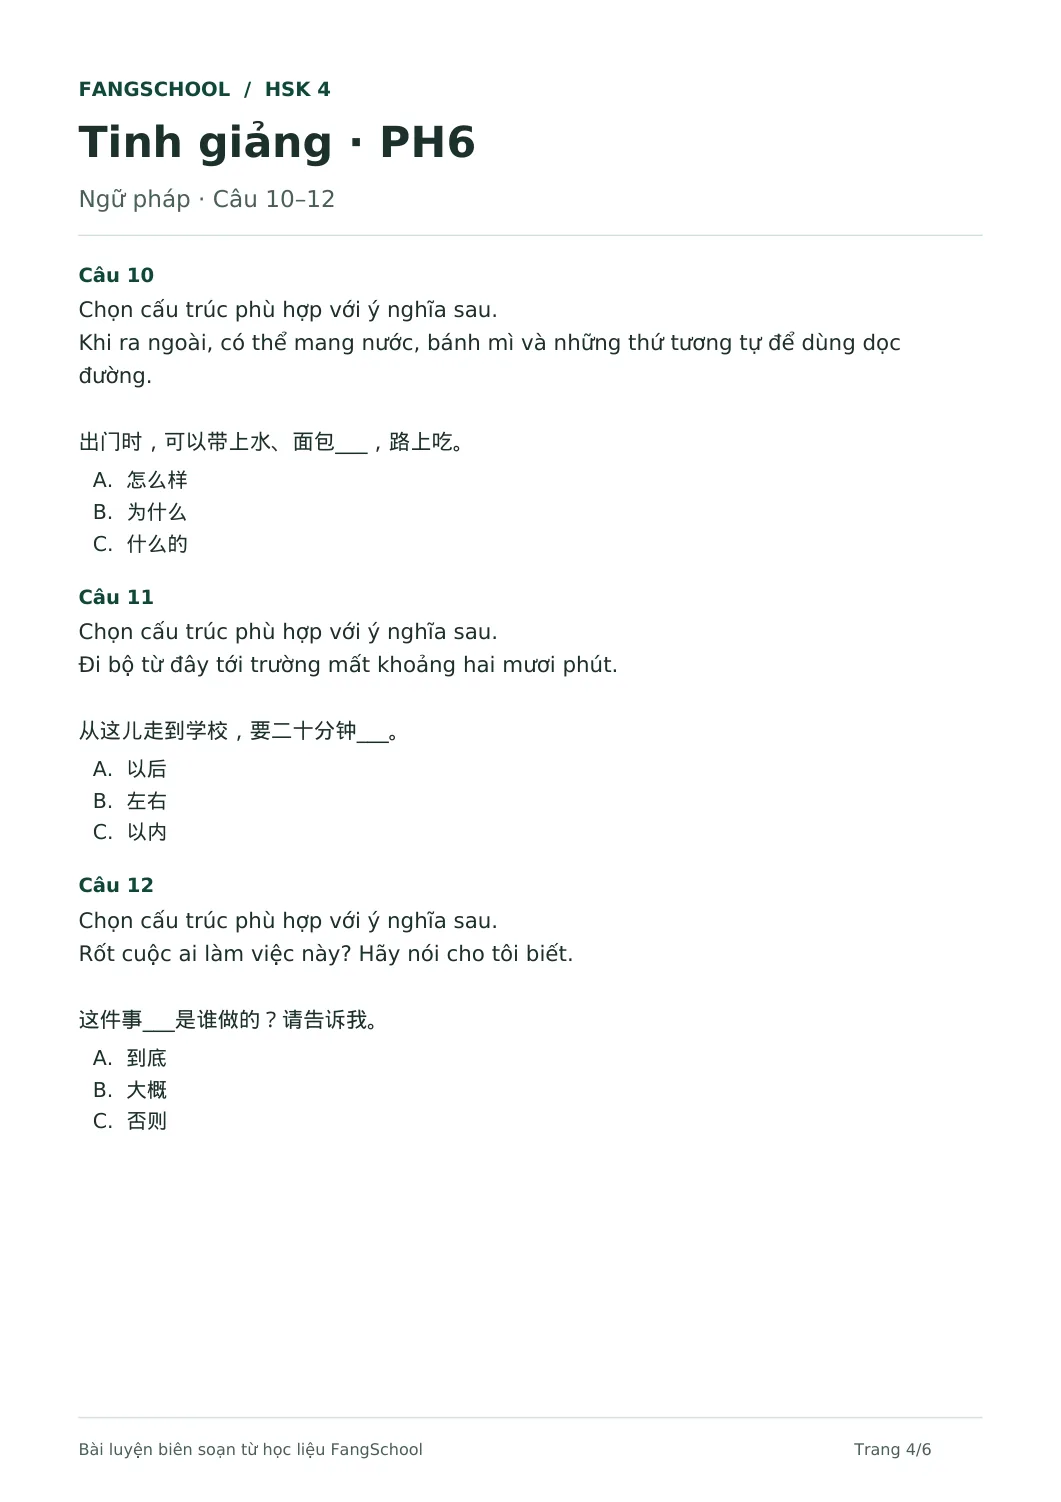 FANGSCHOOL / HSK 4
Tinh giảng · PH6
Ngữ pháp · Câu 10–12
Câu 10
Chọn cấu trúc phù hợp với ý nghĩa sau.
Khi ra ngoài, có thể mang nước, bánh mì và những thứ tương tự để dùng dọc
đường.
出门时，可以带上水、面包___，路上吃。
A. 怎么样
B. 为什么
C. 什么的
Câu 11
Chọn cấu trúc phù hợp với ý nghĩa sau.
Đi bộ từ đây tới trường mất khoảng hai mươi phút.
从这儿走到学校，要二十分钟___。
A. 以后
B. 左右
C. 以内
Câu 12
Chọn cấu trúc phù hợp với ý nghĩa sau.
Rốt cuộc ai làm việc này? Hãy nói cho tôi biết.
这件事___是谁做的？请告诉我。
A. 到底
B. 大概
C. 否则
Bài luyện biên soạn từ học liệu FangSchool
Trang 4/6